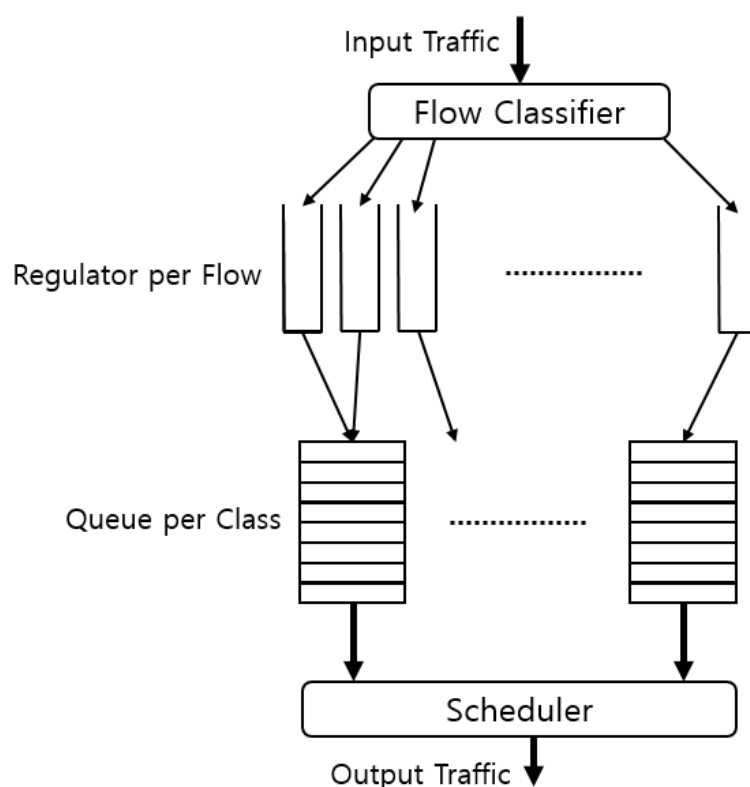 Input Traffic
Flow Classifier
Regulator per Flow
Queue per Class
Scheduler
Output Traffic